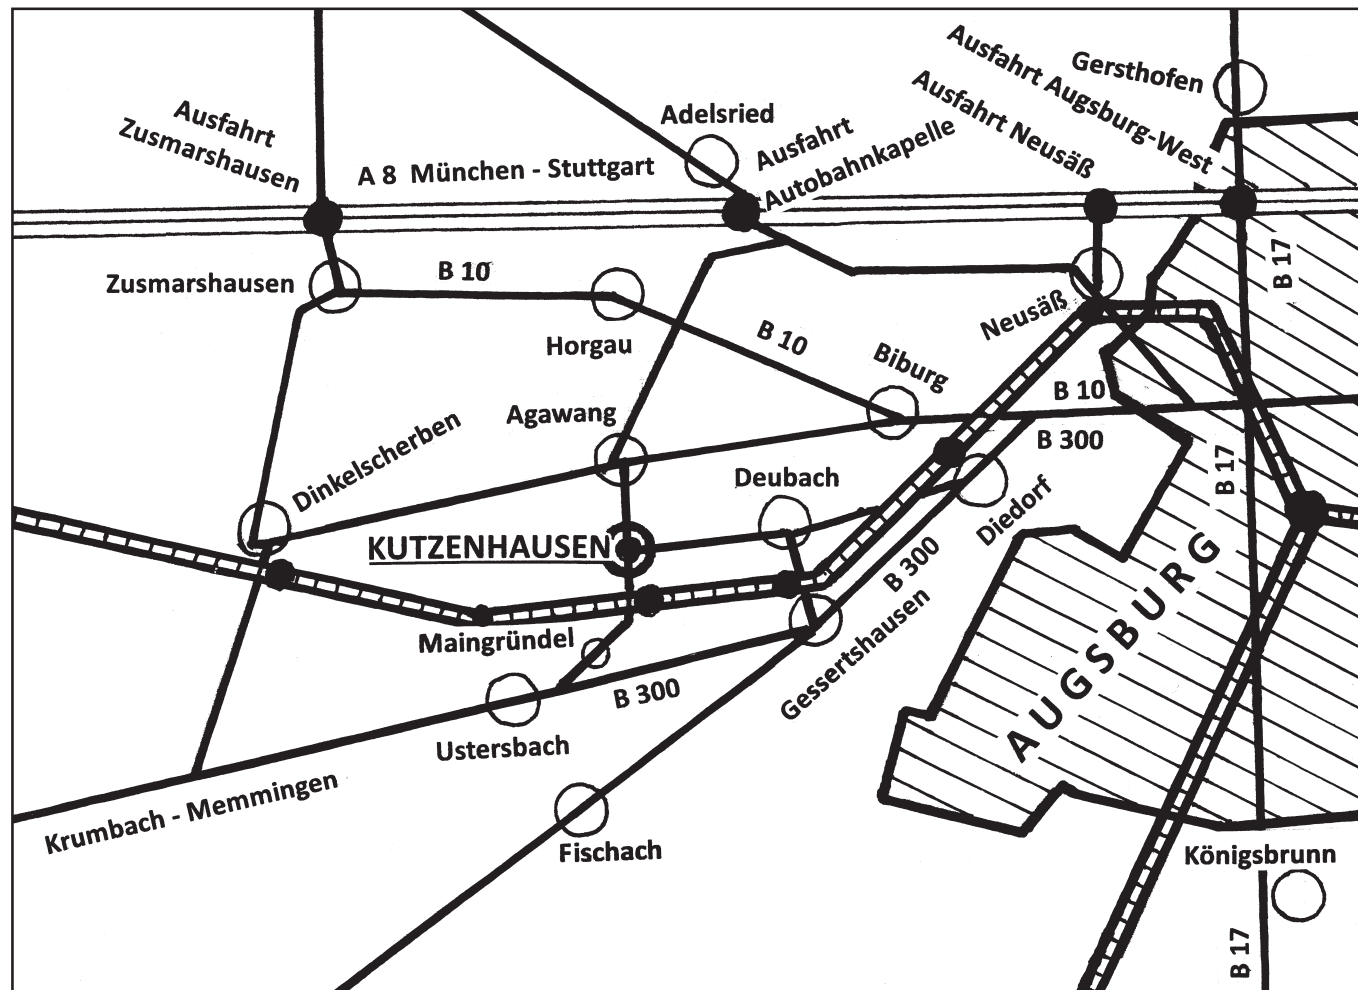 Ausfahrt
Zusmarshausen
A 8 München - Stuttgart
Adelsried
Ausfahrt
Autobahnkapelle
Ausfahrt Neusäß
Ausfahrt Augsburg-West
Gersthofen
Zusmarshausen
B 10
Horgau
B 10
Biburg
Neusäß
B 17
B 10
B 300
B 17
Agawang
Dinkelscherben
Deubach
Diedorf
KUTZENHAUSEN
B 300
Maingründel
Gessertshausen
B 300
Ustersbach
AUGSBURG
Krumbach - Memmingen
Fischach
Königsbrunn
B 17